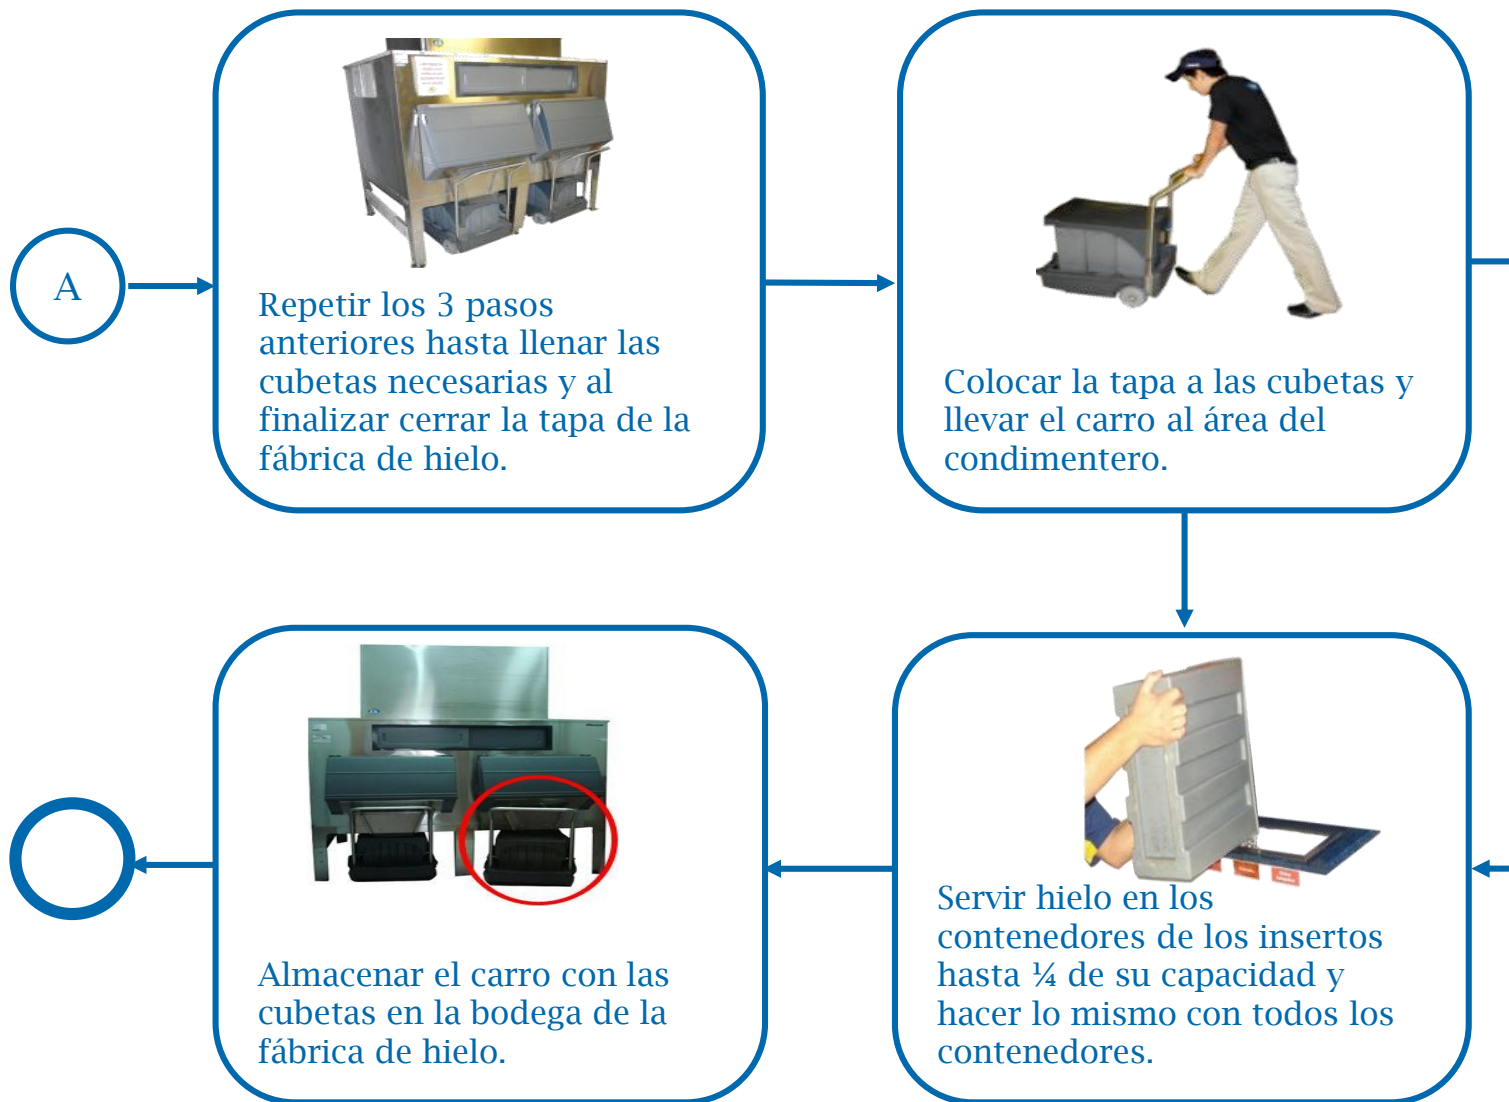 A
Repetir los 3 pasos
anteriores hasta llenar las
cubetas necesarias y al
finalizar cerrar la tapa de la
fábrica de hielo.
Colocar la tapa a las cubetas y
llevar el carro al área del
condimentero.
Almacenar el carro con las
cubetas en la bodega de la
fábrica de hielo.
Servir hielo en los
contenedores de los insertos
hasta ¼ de su capacidad y
hacer lo mismo con todos los
contenedores.